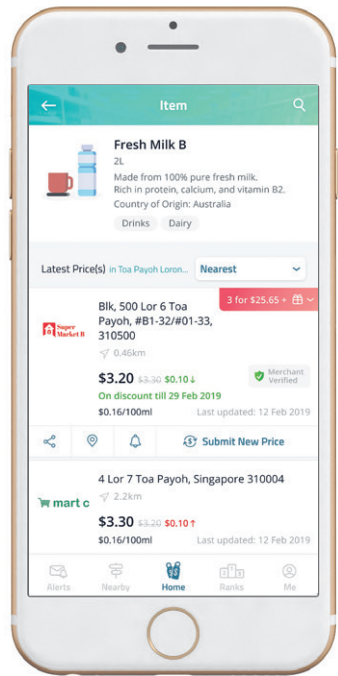 Item
Fresh Milk B
2L
Made from 100% pure fresh milk.
Rich in protein, calcium, and vitamin B2.
Country of Origin: Australia
Drinks Dairy
Latest Price(s) in Toa Payoh Loron... Nearest
3 for $25.65 +
Super
Market B
Blk, 500 Lor 6 Toa
Payoh, #B1-32/#01-33,
310500
0.46km
$3.20 $3.30 $0.10↓
Merchant
Verified
On discount till 29 Feb 2019
$0.16/100ml Last updated: 12 Feb 2019
Submit New Price
mart c
4 Lor 7 Toa Payoh, Singapore 310004
2.2km
$3.30 $3.20 $0.10↑
$0.16/100ml Last updated: 12 Feb 2019
Alerts Nearby Home Ranks Me